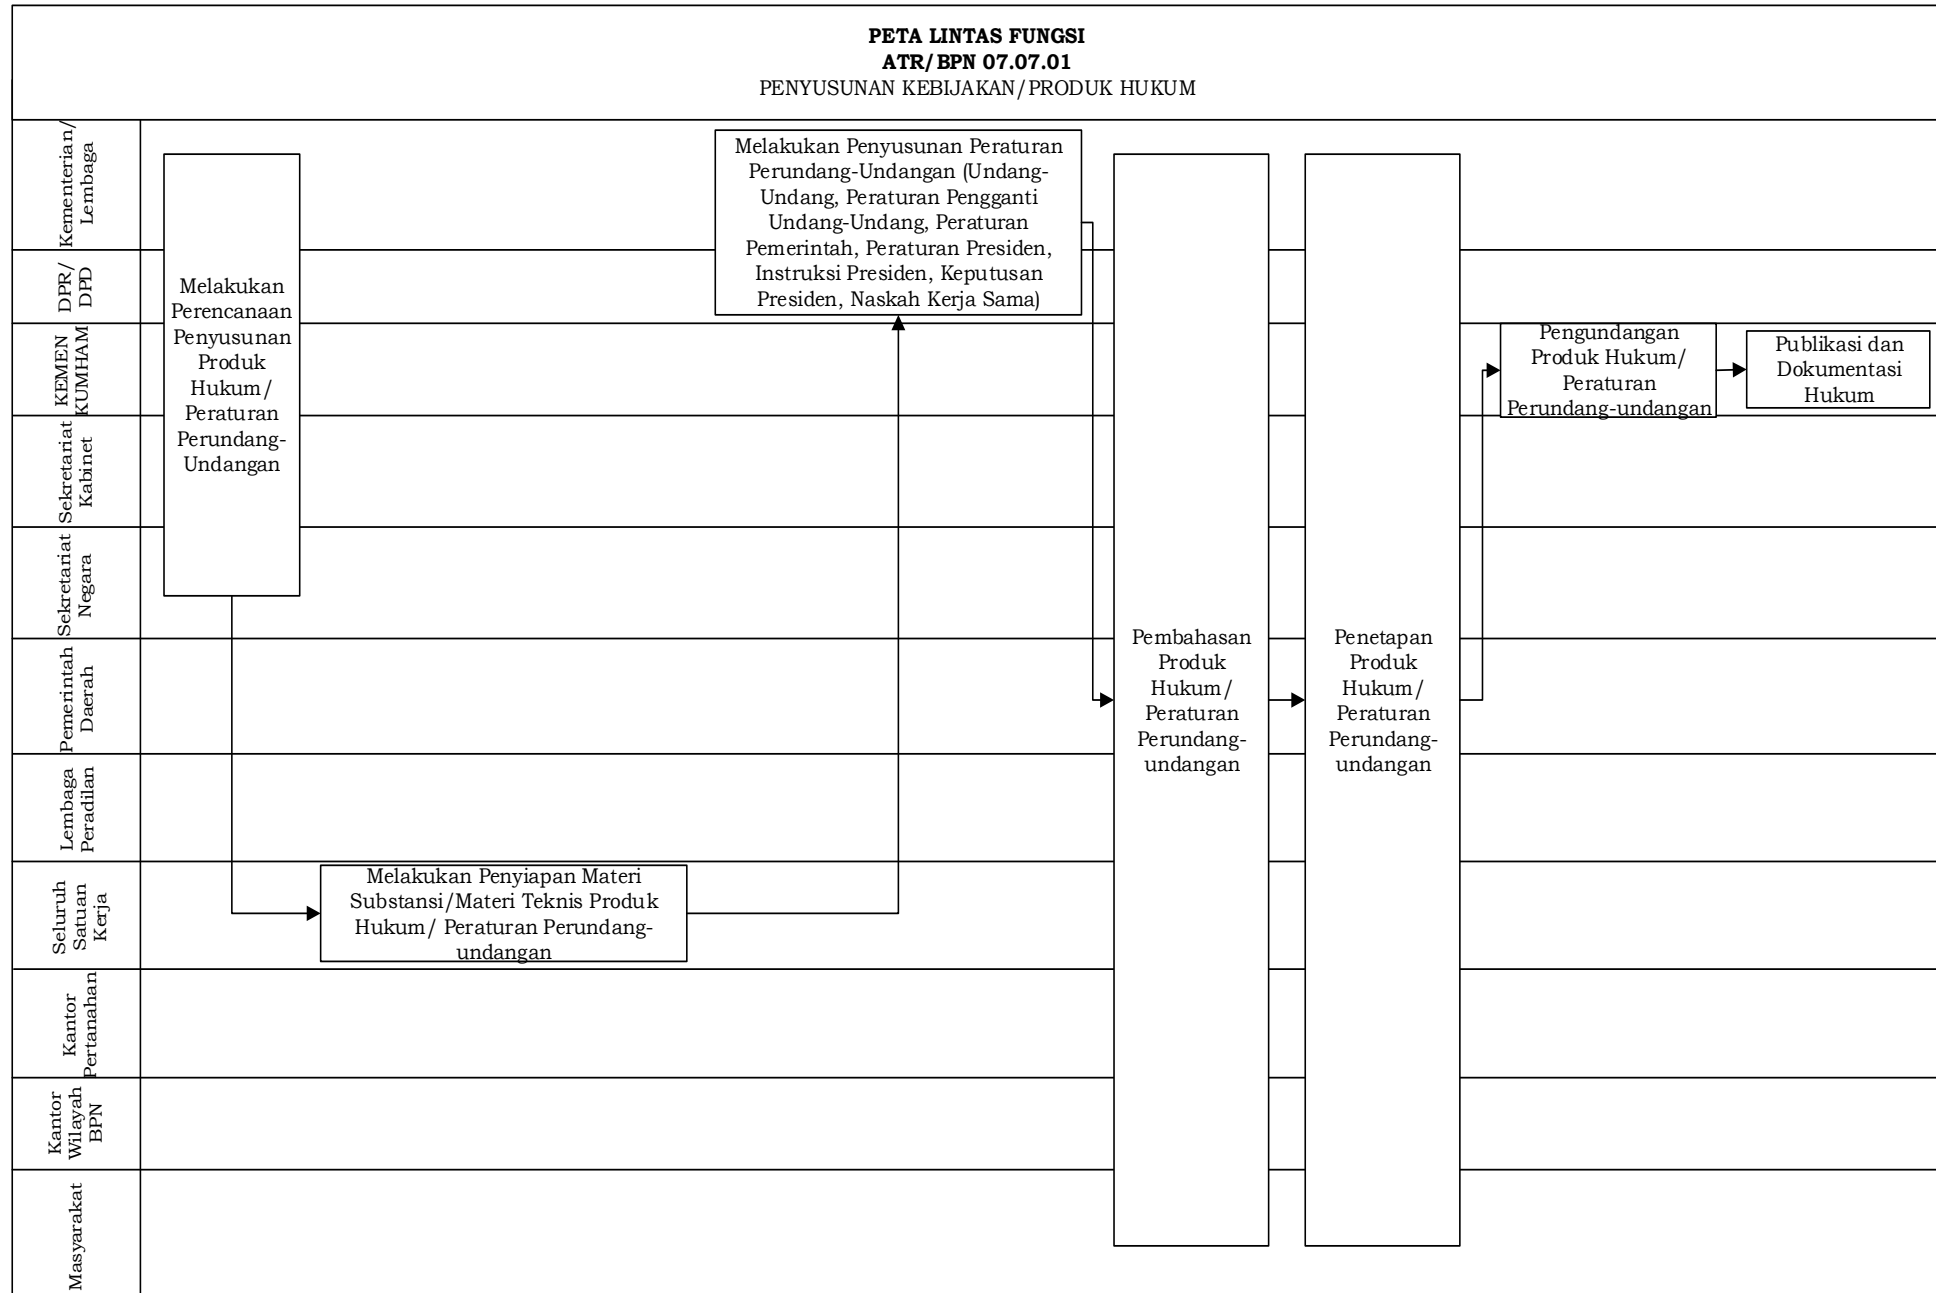 PETA LINTAS FUNGSI
ATR/BPN 07.07.01
PENYUSUNAN KEBIJAKAN/PRODUK HUKUM
Kementerian/
Lembaga
DPR/
DPD
KEMEN
KUMHAM
Sekretariat
Kabinet
Sekretariat
Negara
Pemerintah
Daerah
Lembaga
Peradilan
Seluruh
Satuan
Kerja
Kantor
Pertanahan
Kantor
Wilayah
BPN
Masyarakat
Melakukan
Perencanaan
Penyusunan
Produk
Hukum/
Peraturan
Perundang-
Undangan
Melakukan Penyiapan Materi
Substansi/Materi Teknis Produk
Hukum/ Peraturan Perundang-
undangan
Melakukan Penyusunan Peraturan
Perundang-Undangan (Undang-
Undang, Peraturan Pengganti
Undang-Undang, Peraturan
Pemerintah, Peraturan Presiden,
Instruksi Presiden, Keputusan
Presiden, Naskah Kerja Sama)
Pembahasan
Produk
Hukum/
Peraturan
Perundang-
undangan
Penetapan
Produk
Hukum/
Peraturan
Perundang-
undangan
Pengundangan
Produk Hukum/
Peraturan
Perundang-undangan
Publikasi dan
Dokumentasi
Hukum